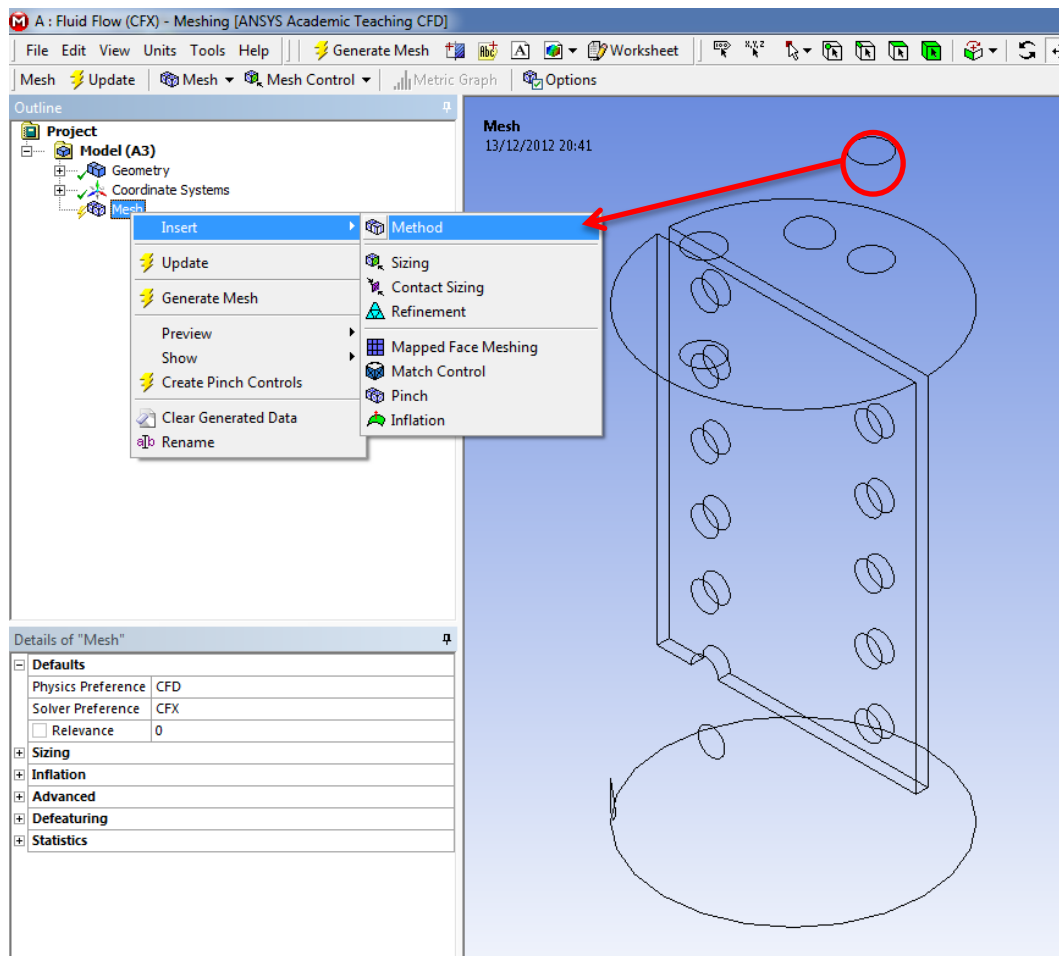 A : Fluid Flow (CFX) - Meshing [ANSYS Academic Teaching CFD]
File Edit View Units Tools Help Generate Mesh A Worksheet
Mesh Update Mesh Mesh Control Metric Graph Options
Outline
Project
Model (A3)
Geometry
Coordinate Systems
Mesh
Insert
Update
Generate Mesh
Preview
Show
Create Pinch Controls
Clear Generated Data
Rename
Method
Sizing
Contact Sizing
Refinement
Mapped Face Meshing
Match Control
Pinch
Inflation
Mesh
13/12/2012 20:41
Details of "Mesh"
Defaults
Physics Preference CFD
Solver Preference CFX
Relevance 0
Sizing
Inflation
Advanced
Defeaturing
Statistics